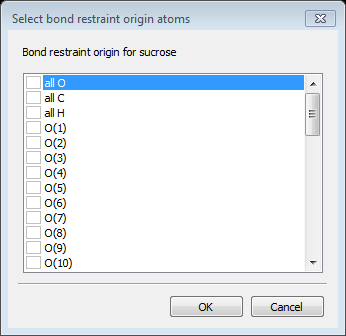 Select bond restraint origin atoms
Bond restraint origin for sucrose
all O
all C
all H
O(1)
O(2)
O(3)
O(4)
O(5)
O(6)
O(7)
O(8)
O(9)
O(10)
OK Cancel